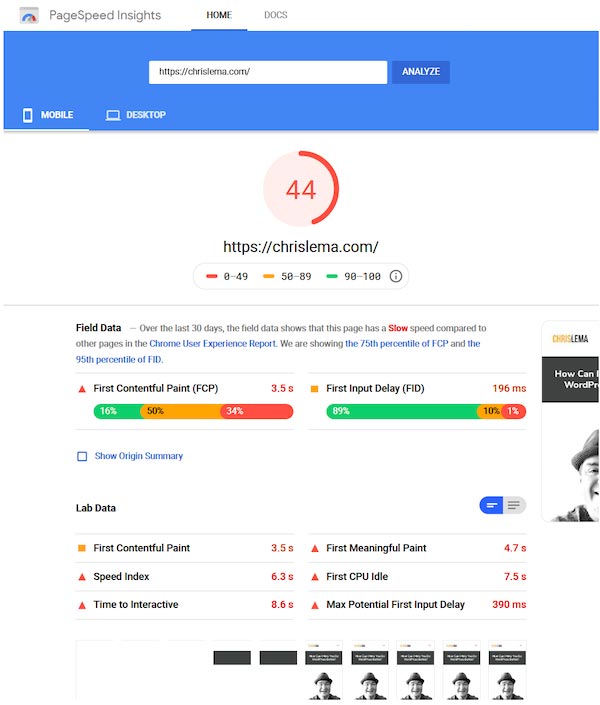 PageSpeed Insights HOME DOCS
https://chrislema.com/ ANALYZE
MOBILE DESKTOP
44
https://chrislema.com/
0–49 50–89 90–100
Field Data — Over the last 30 days, the field data shows that this page has a Slow speed compared to
other pages in the Chrome User Experience Report. We are showing the 75th percentile of FCP and the
95th percentile of FID.
CHRISLEMA
How Can I
WordPre
First Contentful Paint (FCP) 3.5 s
16% 50% 34%
First Input Delay (FID) 196 ms
89% 10% 1%
Show Origin Summary
Lab Data
First Contentful Paint 3.5 s
First Meaningful Paint 4.7 s
Speed Index 6.3 s
First CPU Idle 7.5 s
Time to Interactive 8.6 s
Max Potential First Input Delay 390 ms